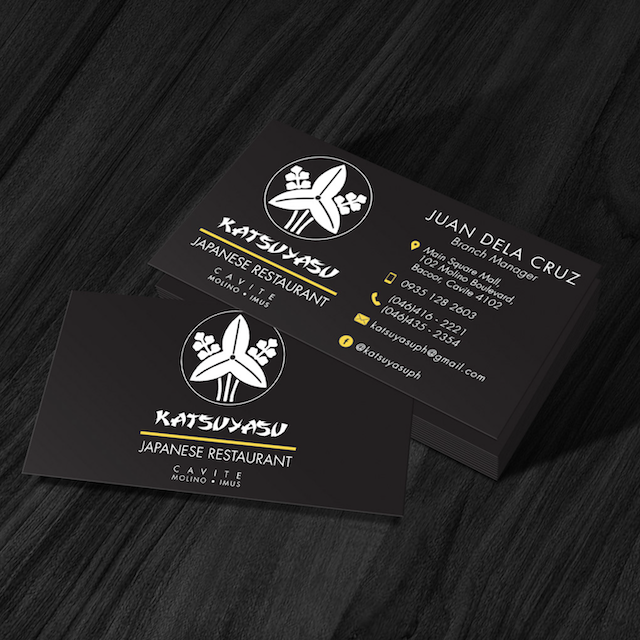 KATSUYASU
JAPANESE RESTAURANT
CAVITE
MOLINO • IMUS
JUAN DELA CRUZ
Branch Manager
Main Square Mall,
102 Molino Boulevard,
Bacoor, Cavite 4102
0935 128 2603
(046)416 - 2221
(046)435 - 2354
katsuyasuph@gmail.com
@katsuyasuph
KATSUYASU
JAPANESE RESTAURANT
CAVITE
MOLINO • IMUS